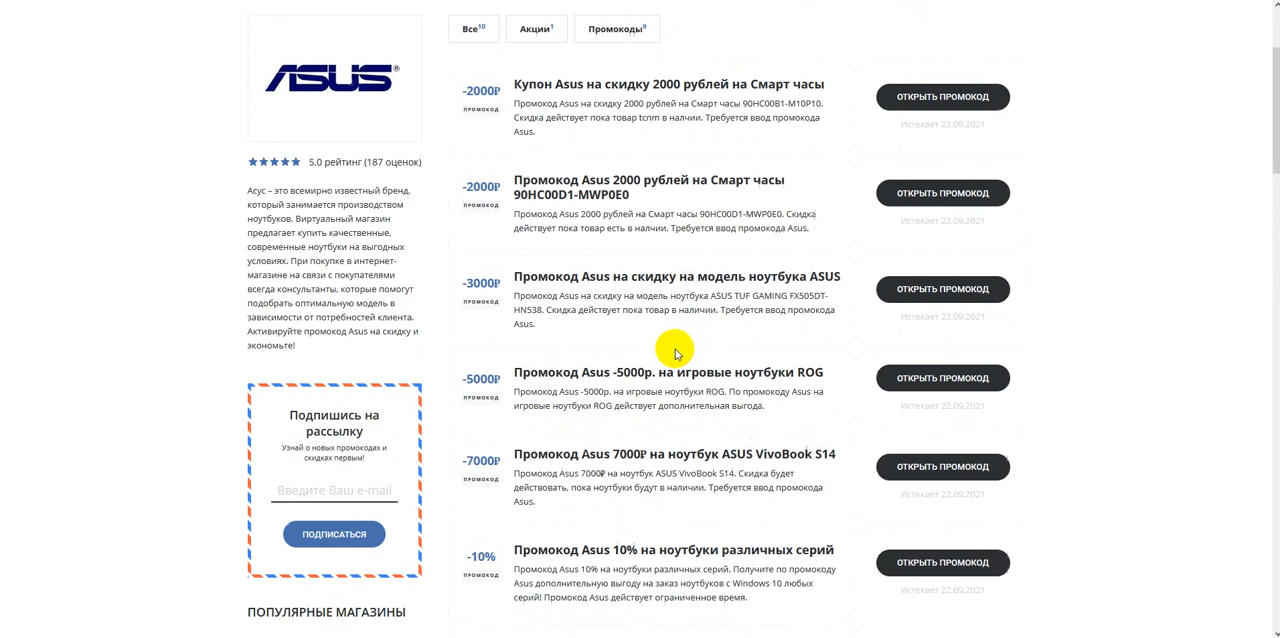 ASUS®
5.0 рейтинг (187 оценок)
Асус – это всемирно известный бренд,
который занимается производством
ноутбуков. Виртуальный магазин
предлагает купить качественные,
современные ноутбуки на выгодных
условиях. При покупке в интернет-
магазине на связи с покупателями
всегда консультанты, которые помогут
подобрать оптимальную модель в
зависимости от потребностей клиента.
Активируйте промокод Asus на скидку и
экономьте!
Подпишись на
рассылку
Узнай о новых промокодах и
скидках первым!
Введите Ваш e-mail
ПОДПИСАТЬСЯ
ПОПУЛЯРНЫЕ МАГАЗИНЫ
Все10 Акции1 Промокоды9
-2000₽
ПРОМОКОД
Купон Asus на скидку 2000 рублей на Смарт часы
Промокод Asus на скидку 2000 рублей на Смарт часы 90HC00B1-M10P10.
Скидка действует пока товар tcnm в наличии. Требуется ввод промокода
Asus.
ОТКРЫТЬ ПРОМОКОД
Истекает 22.09.2021
-2000₽
ПРОМОКОД
Промокод Asus 2000 рублей на Смарт часы
90HC00D1-MWP0E0
Промокод Asus 2000 рублей на Смарт часы 90HC00D1-MWP0E0. Скидка
действует пока товар есть в наличии. Требуется ввод промокода Asus.
ОТКРЫТЬ ПРОМОКОД
Истекает 22.09.2021
-3000₽
ПРОМОКОД
Промокод Asus на скидку на модель ноутбука ASUS
Промокод Asus на скидку на модель ноутбука ASUS TUF GAMING FX505DT-
HN538. Скидка действует пока товар в наличии. Требуется ввод промокода
Asus.
ОТКРЫТЬ ПРОМОКОД
Истекает 22.09.2021
-5000₽
ПРОМОКОД
Промокод Asus -5000р. на игровые ноутбуки ROG
Промокод Asus -5000р. на игровые ноутбуки ROG. По промокоду Asus на
игровые ноутбуки ROG действует дополнительная выгода.
ОТКРЫТЬ ПРОМОКОД
Истекает 22.09.2021
-7000₽
ПРОМОКОД
Промокод Asus 7000₽ на ноутбук ASUS VivoBook S14
Промокод Asus 7000₽ на ноутбук ASUS VivoBook S14. Скидка будет
действовать, пока ноутбуки будут в наличии. Требуется ввод промокода
Asus.
ОТКРЫТЬ ПРОМОКОД
Истекает 22.09.2021
-10%
ПРОМОКОД
Промокод Asus 10% на ноутбуки различных серий
Промокод Asus 10% на ноутбуки различных серий. Получите по промокоду
Asus дополнительную выгоду на заказ ноутбуков с Windows 10 любых
серий! Промокод Asus действует ограниченное время.
ОТКРЫТЬ ПРОМОКОД
Истекает 22.09.2021